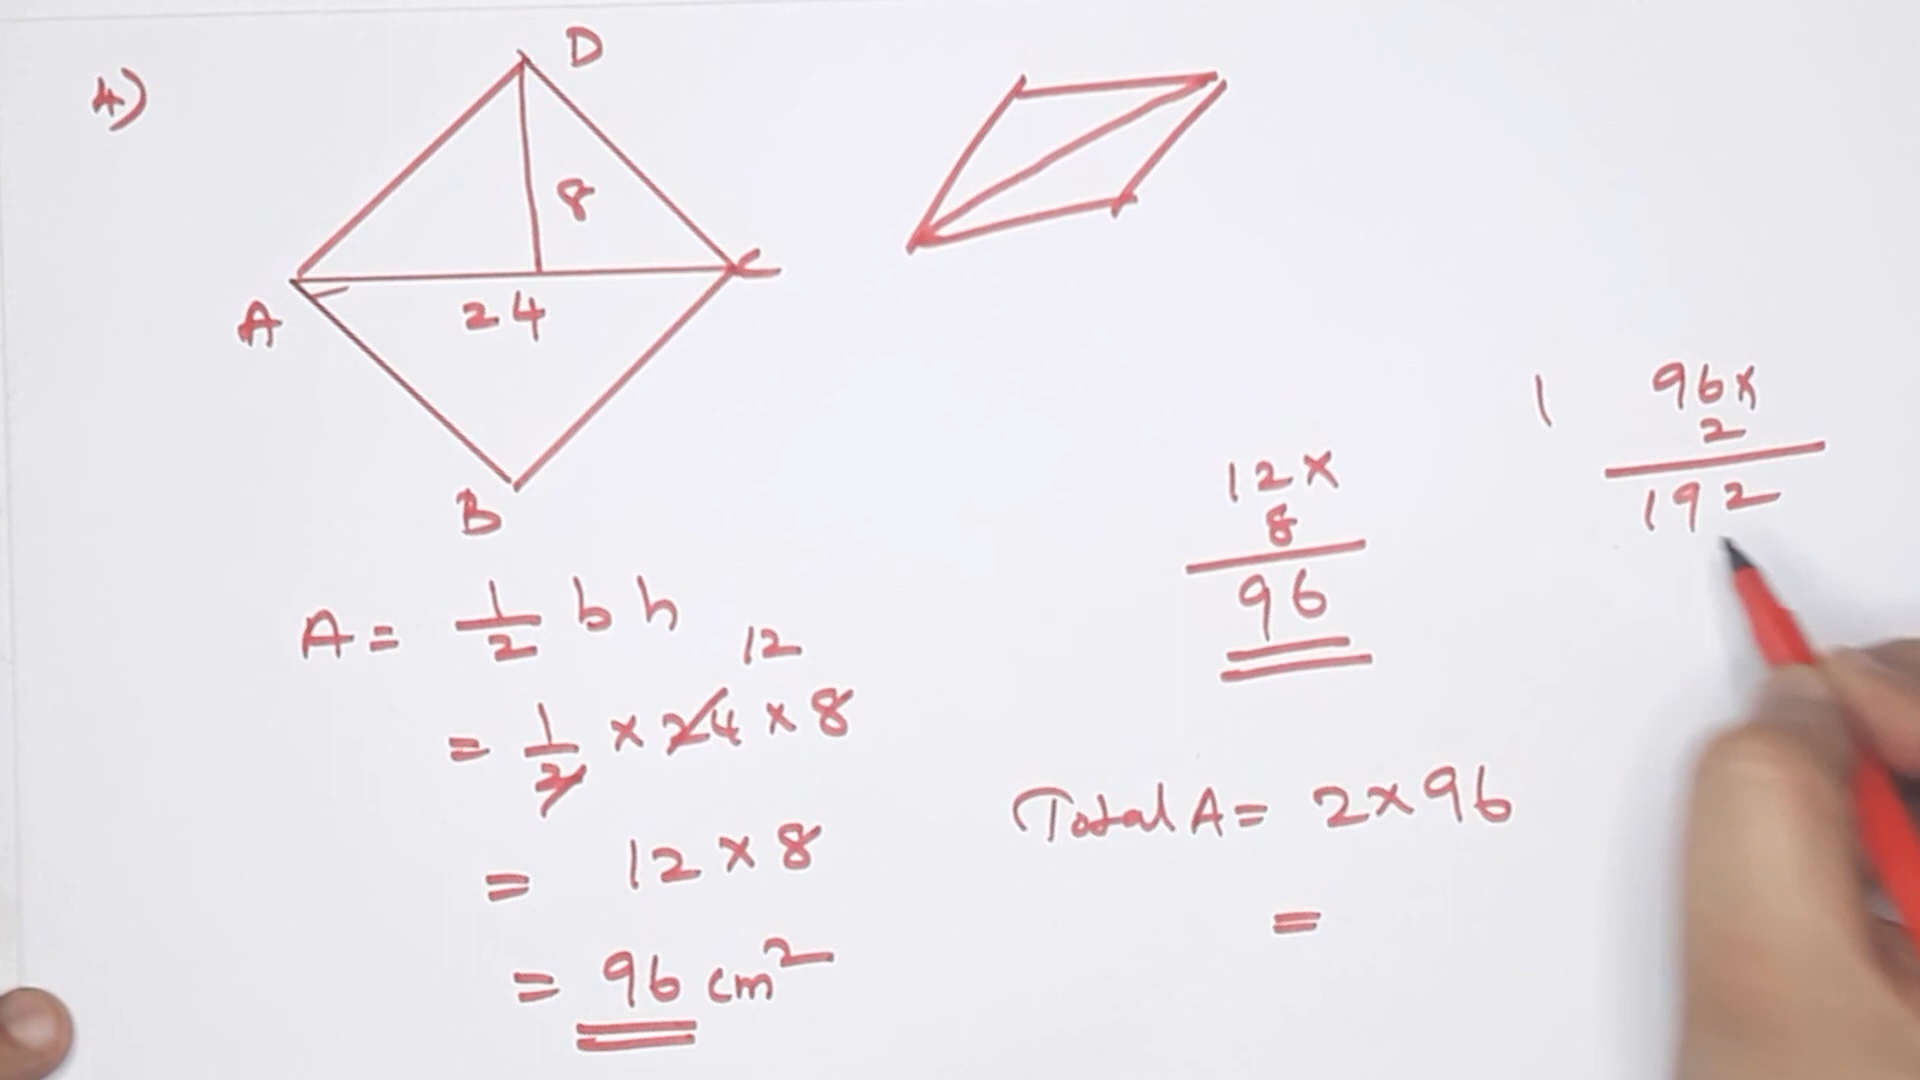 4)
D
8
A
C
24
B
A = 1/2 b h
12
= 1/2 × 24 × 8
= 12 × 8
= 96 cm²
12 ×
8
96
1
96 ×
2
192
Total A = 2 × 96
=